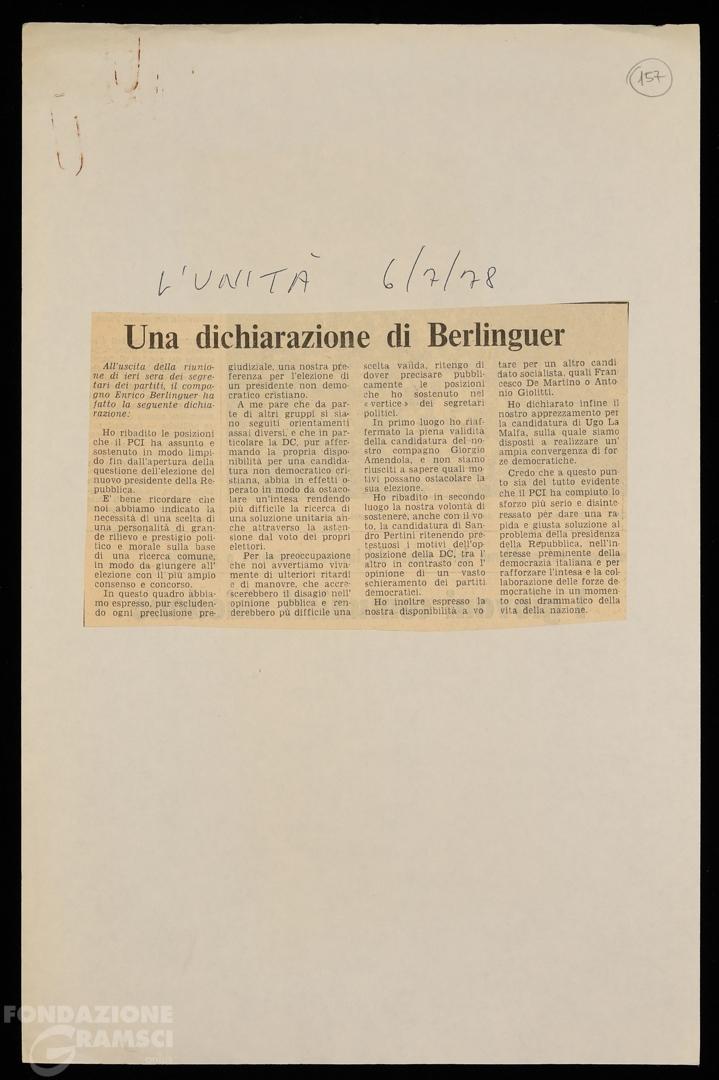 157
L'UNITÀ 6/7/78
Una dichiarazione di Berlinguer
All'uscita della riunio-
ne di ieri sera dei segre-
tari dei partiti, il compa-
gno Enrico Berlinguer ha
fatto la seguente dichia-
razione:
Ho ribadito le posizioni
che il PCI ha assunto e
sostenuto in modo limpi-
do fin dall'apertura della
questione dell'elezione del
nuovo presidente della Re-
pubblica.
E' bene ricordare che
noi abbiamo indicato la
necessità di una scelta di
una personalità di gran-
de rilievo e prestigio poli-
tico e morale sulla base
di una ricerca comune,
in modo da giungere all'
elezione con il più ampio
consenso e concorso.
In questo quadro abbia-
mo espresso, pur escluden-
do ogni preclusione pre-
giudiziale, una nostra pre-
ferenza per l'elezione di
un presidente non demo-
cratico cristiano.
A me pare che da par-
te di altri gruppi si sia-
no seguiti orientamenti
assai diversi, e che in par-
ticolare la DC, pur affer-
mando la propria dispo-
nibilità per una candida-
tura non democratico cri-
stiana, abbia in effetti o-
perato in modo da ostaco-
lare un'intesa rendendo
più difficile la ricerca di
una soluzione unitaria an-
che attraverso la asten-
sione dal voto dei propri
elettori.
Per la preoccupazione
che noi avvertiamo viva-
mente di ulteriori ritardi
e di manovre, che accre-
scerebbero il disagio nell'
opinione pubblica e ren-
derebbero pù difficile una
scelta valida, ritengo di
dover precisare pubbli-
camente le posizioni
che ho sostenuto nel
«vertice» dei segretari
politici.
In primo luogo ho riaf-
fermato la piena validità
della candidatura del no-
stro compagno Giorgio
Amendola, e non siamo
riusciti a sapere quali mo-
tivi possano ostacolare la
sua elezione.
Ho ribadito in secondo
luogo la nostra volontà di
sostenere, anche con il vo-
to, la candidatura di San-
dro Pertini ritenendo pre-
testuosi i motivi dell'op-
posizione della DC, tra l'
altro in contrasto con l'
opinione di un vasto
schieramento dei partiti
democratici.
Ho inoltre espresso la
nostra disponibilità a vo
tare per un altro candi
dato socialista, quali Fran
cesco De Martino o Anto
nio Giolitti.
Ho dichiarato infine il
nostro apprezzamento per
la candidatura di Ugo La
Malfa, sulla quale siamo
disposti a realizzare un'
ampia convergenza di for
ze democratiche.
Credo che a questo pun
to sia del tutto evidente
che il PCI ha compiuto lo
sforzo più serio e disinte-
ressato per dare una ra
pida e giusta soluzione al
problema della presidenza
della Repubblica, nell'in-
teresse preminente della
democrazia italiana e per
rafforzare l'intesa e la col-
laborazione delle forze de-
mocratiche in un momen-
to così drammatico della
vita della nazione.
FONDAZIONE
GRAMSCI